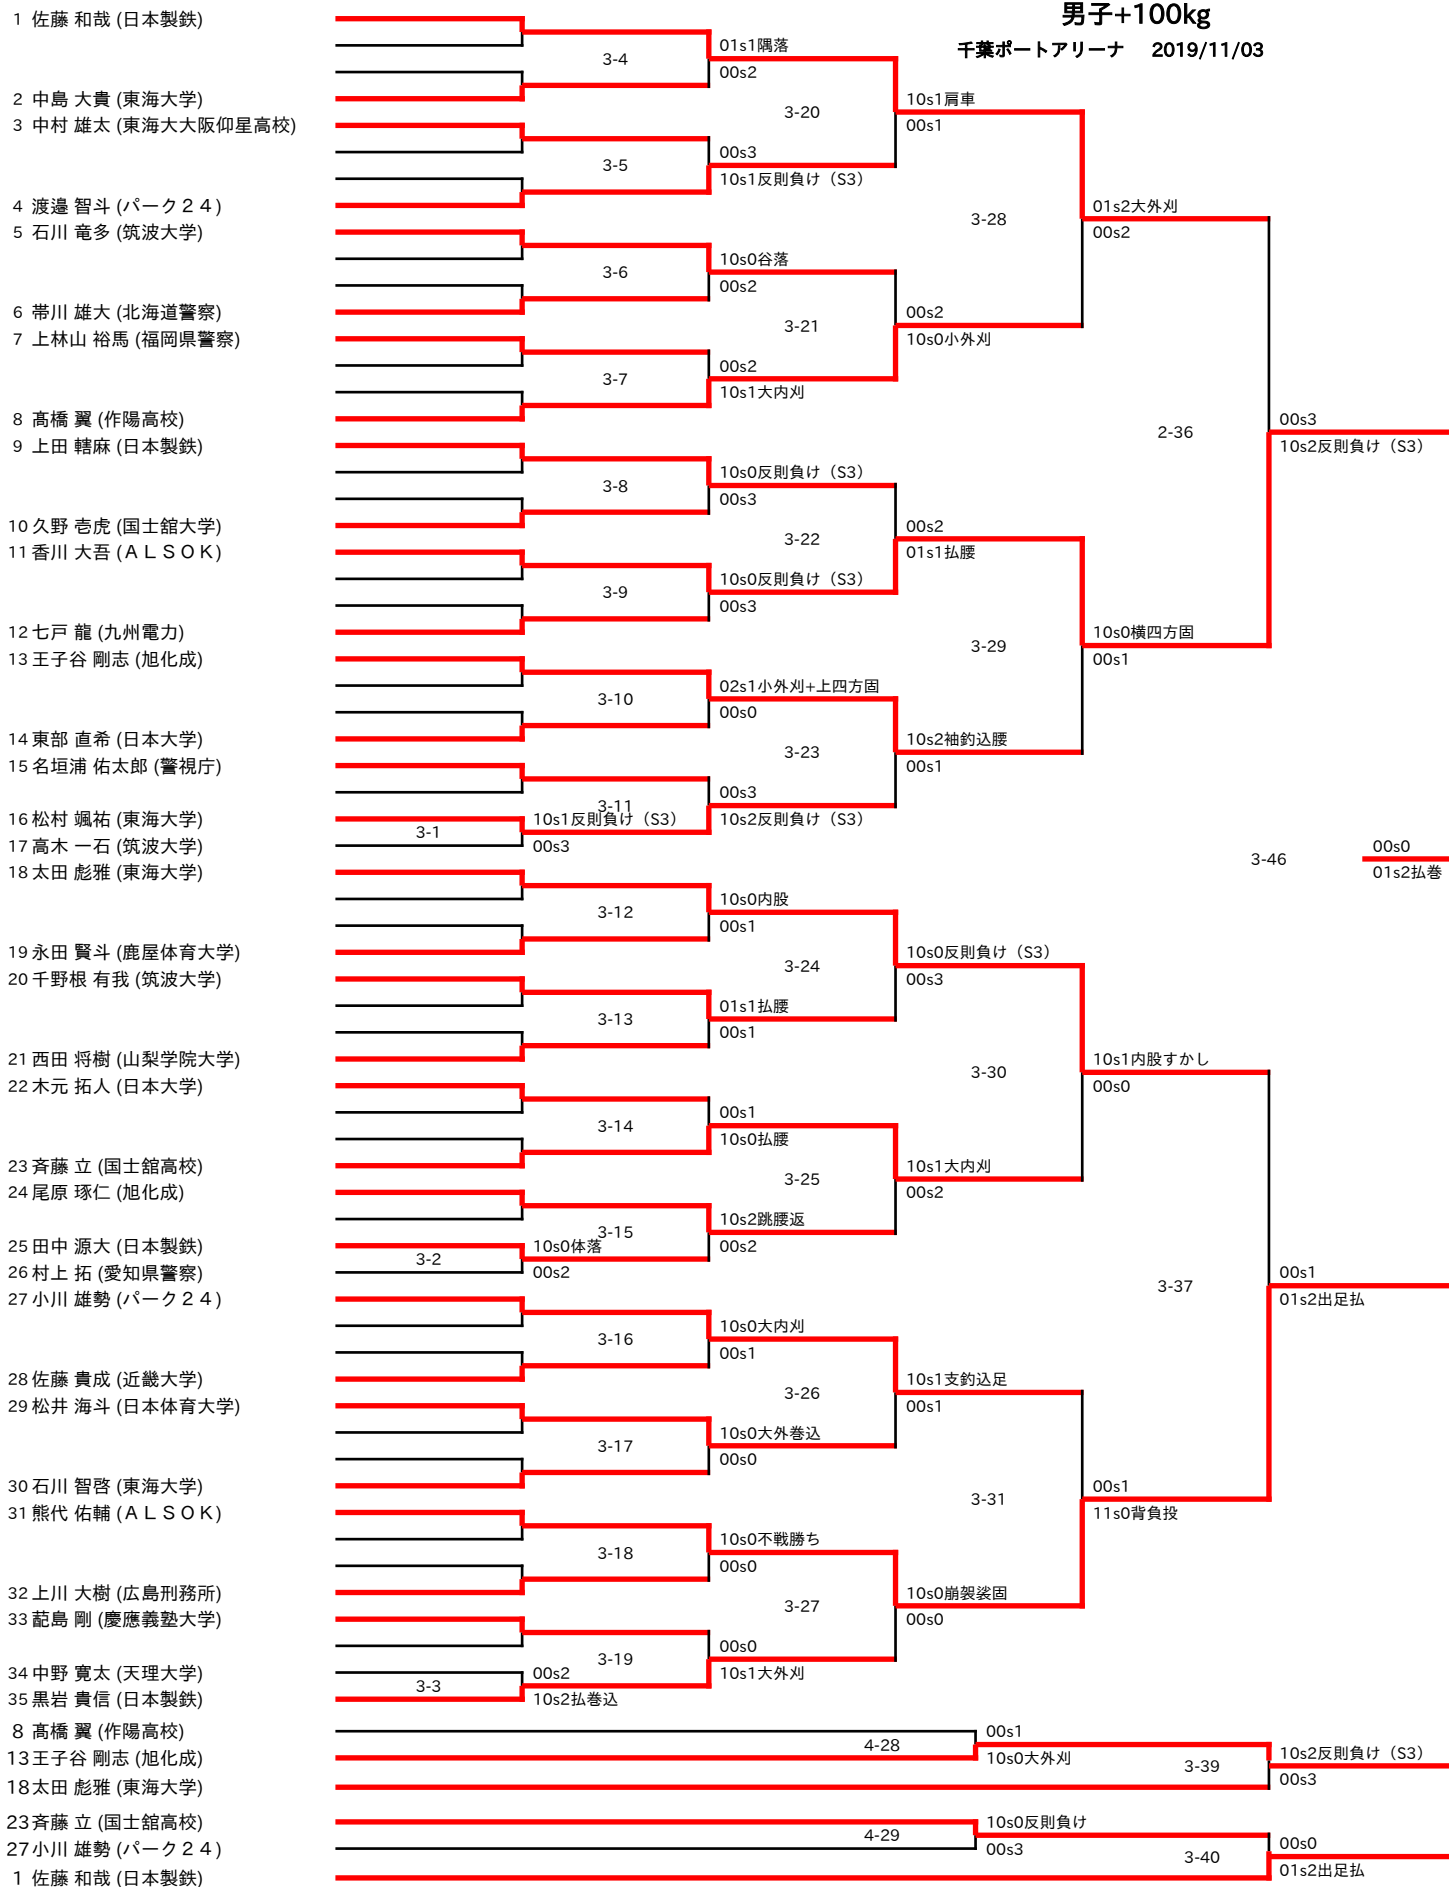 男子+100kg
千葉ポートアリーナ 2019/11/03
1 佐藤 和哉 (日本製鉄)
01s1隅落
3-4
00s2
2 中島 大貴 (東海大学)
10s1肩車
3-20
3 中村 雄太 (東海大大阪仰星高校)
00s1
00s3
3-5
10s1反則負け（S3）
4 渡邉 智斗 (パーク２４)
01s2大外刈
3-28
5 石川 竜多 (筑波大学)
00s2
10s0谷落
3-6
00s2
6 帯川 雄大 (北海道警察)
00s2
3-21
7 上林山 裕馬 (福岡県警察)
10s0小外刈
00s2
3-7
10s1大内刈
8 髙橋 翼 (作陽高校)
00s3
2-36
9 上田 轄麻 (日本製鉄)
10s2反則負け（S3）
10s0反則負け（S3）
3-8
00s3
10 久野 壱虎 (国士舘大学)
00s2
3-22
11 香川 大吾 (ＡＬＳＯＫ)
01s1払腰
10s0反則負け（S3）
3-9
00s3
12 七戸 龍 (九州電力)
10s0横四方固
3-29
13 王子谷 剛志 (旭化成)
00s1
02s1小外刈+上四方固
3-10
00s0
14 東部 直希 (日本大学)
10s2袖釣込腰
3-23
15 名垣浦 佑太郎 (警視庁)
00s1
00s3
3-11
16 松村 颯祐 (東海大学)
10s1反則負け（S3）
10s2反則負け（S3）
3-1
17 高木 一石 (筑波大学)
00s3
00s0
3-46
18 太田 彪雅 (東海大学)
01s2払巻
10s0内股
3-12
00s1
19 永田 賢斗 (鹿屋体育大学)
10s0反則負け（S3）
3-24
20 千野根 有我 (筑波大学)
00s3
01s1払腰
3-13
00s1
21 西田 将樹 (山梨学院大学)
10s1内股すかし
3-30
22 木元 拓人 (日本大学)
00s0
00s1
3-14
10s0払腰
23 斉藤 立 (国士舘高校)
10s1大内刈
3-25
24 尾原 琢仁 (旭化成)
00s2
10s2跳腰返
3-15
25 田中 源大 (日本製鉄)
10s0体落
00s2
3-2
26 村上 拓 (愛知県警察)
00s2
00s1
3-37
27 小川 雄勢 (パーク２４)
01s2出足払
10s0大内刈
3-16
00s1
28 佐藤 貴成 (近畿大学)
10s1支釣込足
3-26
29 松井 海斗 (日本体育大学)
00s1
10s0大外巻込
3-17
00s0
30 石川 智啓 (東海大学)
00s1
3-31
31 熊代 佑輔 (ＡＬＳＯＫ)
11s0背負投
10s0不戦勝ち
3-18
00s0
32 上川 大樹 (広島刑務所)
10s0崩袈裟固
3-27
33 蓜島 剛 (慶應義塾大学)
00s0
00s0
3-19
34 中野 寛太 (天理大学)
00s2
10s1大外刈
3-3
35 黒岩 貴信 (日本製鉄)
10s2払巻込
8 髙橋 翼 (作陽高校)
00s1
4-28
13 王子谷 剛志 (旭化成)
10s0大外刈
10s2反則負け（S3）
3-39
18 太田 彪雅 (東海大学)
00s3
23 斉藤 立 (国士舘高校)
10s0反則負け
4-29
27 小川 雄勢 (パーク２４)
00s3
00s0
3-40
1 佐藤 和哉 (日本製鉄)
01s2出足払